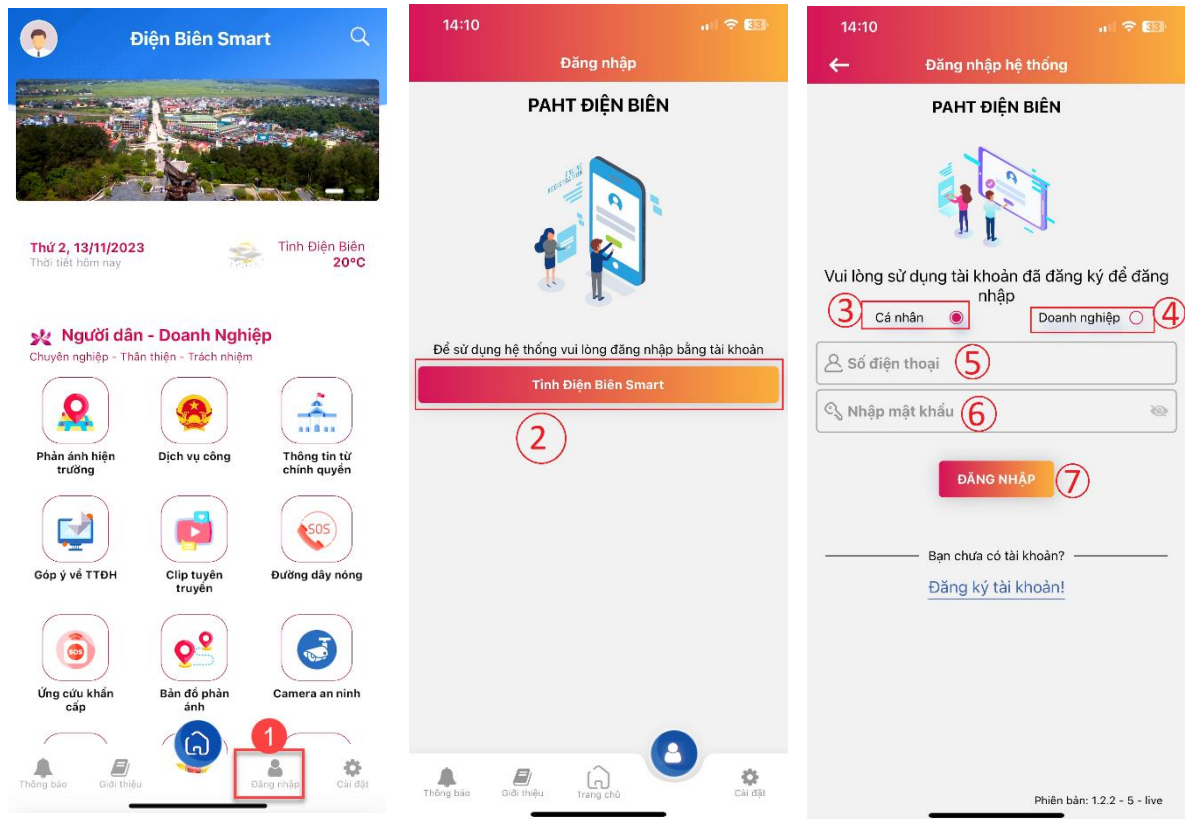 Điện Biên Smart
Thứ 2, 13/11/2023
Thời tiết hôm nay
Tỉnh Điện Biên
20°C
Người dân - Doanh Nghiệp
Chuyên nghiệp - Thân thiện - Trách nhiệm
Phản ánh hiện
trường
Dịch vụ công
Thông tin từ
chính quyền
Góp ý về TTĐH
Clip tuyên
truyền
SOS
Đường dây nóng
SOS
Ứng cứu khẩn
cấp
Bản đồ phản
ánh
Camera an ninh
1
Thông báo
Giới thiệu
Đăng nhập
Cài đặt
14:10
33
Đăng nhập
PAHT ĐIỆN BIÊN
ONLINE
REGISTRATION
Để sử dụng hệ thống vui lòng đăng nhập bằng tài khoản
Tỉnh Điện Biên Smart
2
Thông báo
Giới thiệu
Trang chủ
Cài đặt
14:10
33
Đăng nhập hệ thống
PAHT ĐIỆN BIÊN
Vui lòng sử dụng tài khoản đã đăng ký để đăng
nhập
3
Cá nhân
Doanh nghiệp
4
Số điện thoại
5
Nhập mật khẩu
6
ĐĂNG NHẬP
7
Bạn chưa có tài khoản?
Đăng ký tài khoản!
Phiên bản: 1.2.2 - 5 - live